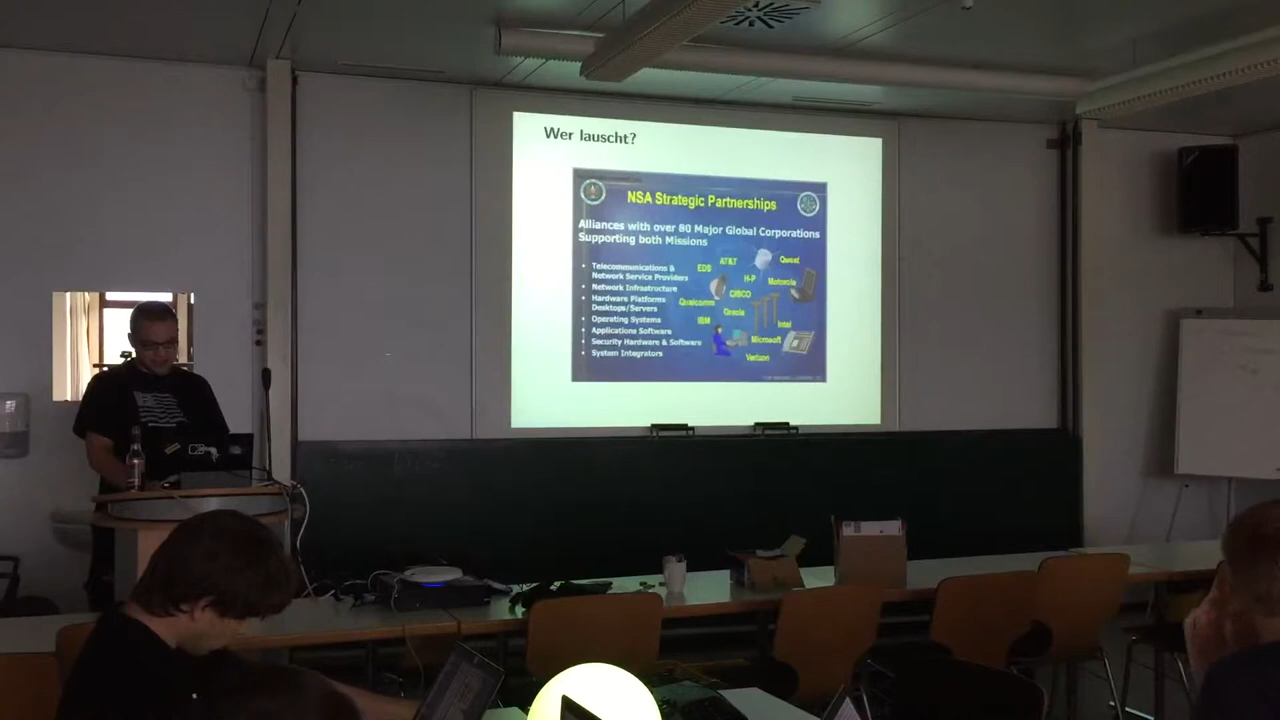 Wer lauscht?
NSA Strategic Partnerships
Alliances with over 80 Major Global Corporations
Supporting both Missions
• Telecommunications &
Network Service Providers
• Network Infrastructure
• Hardware Platforms
Desktops/Servers
• Operating Systems
• Applications Software
• Security Hardware & Software
• System Integrators
AT&T
Qwest
EDS
H-P
Motorola
CISCO
Qualcomm
Oracle
IBM
Intel
Microsoft
Verizon